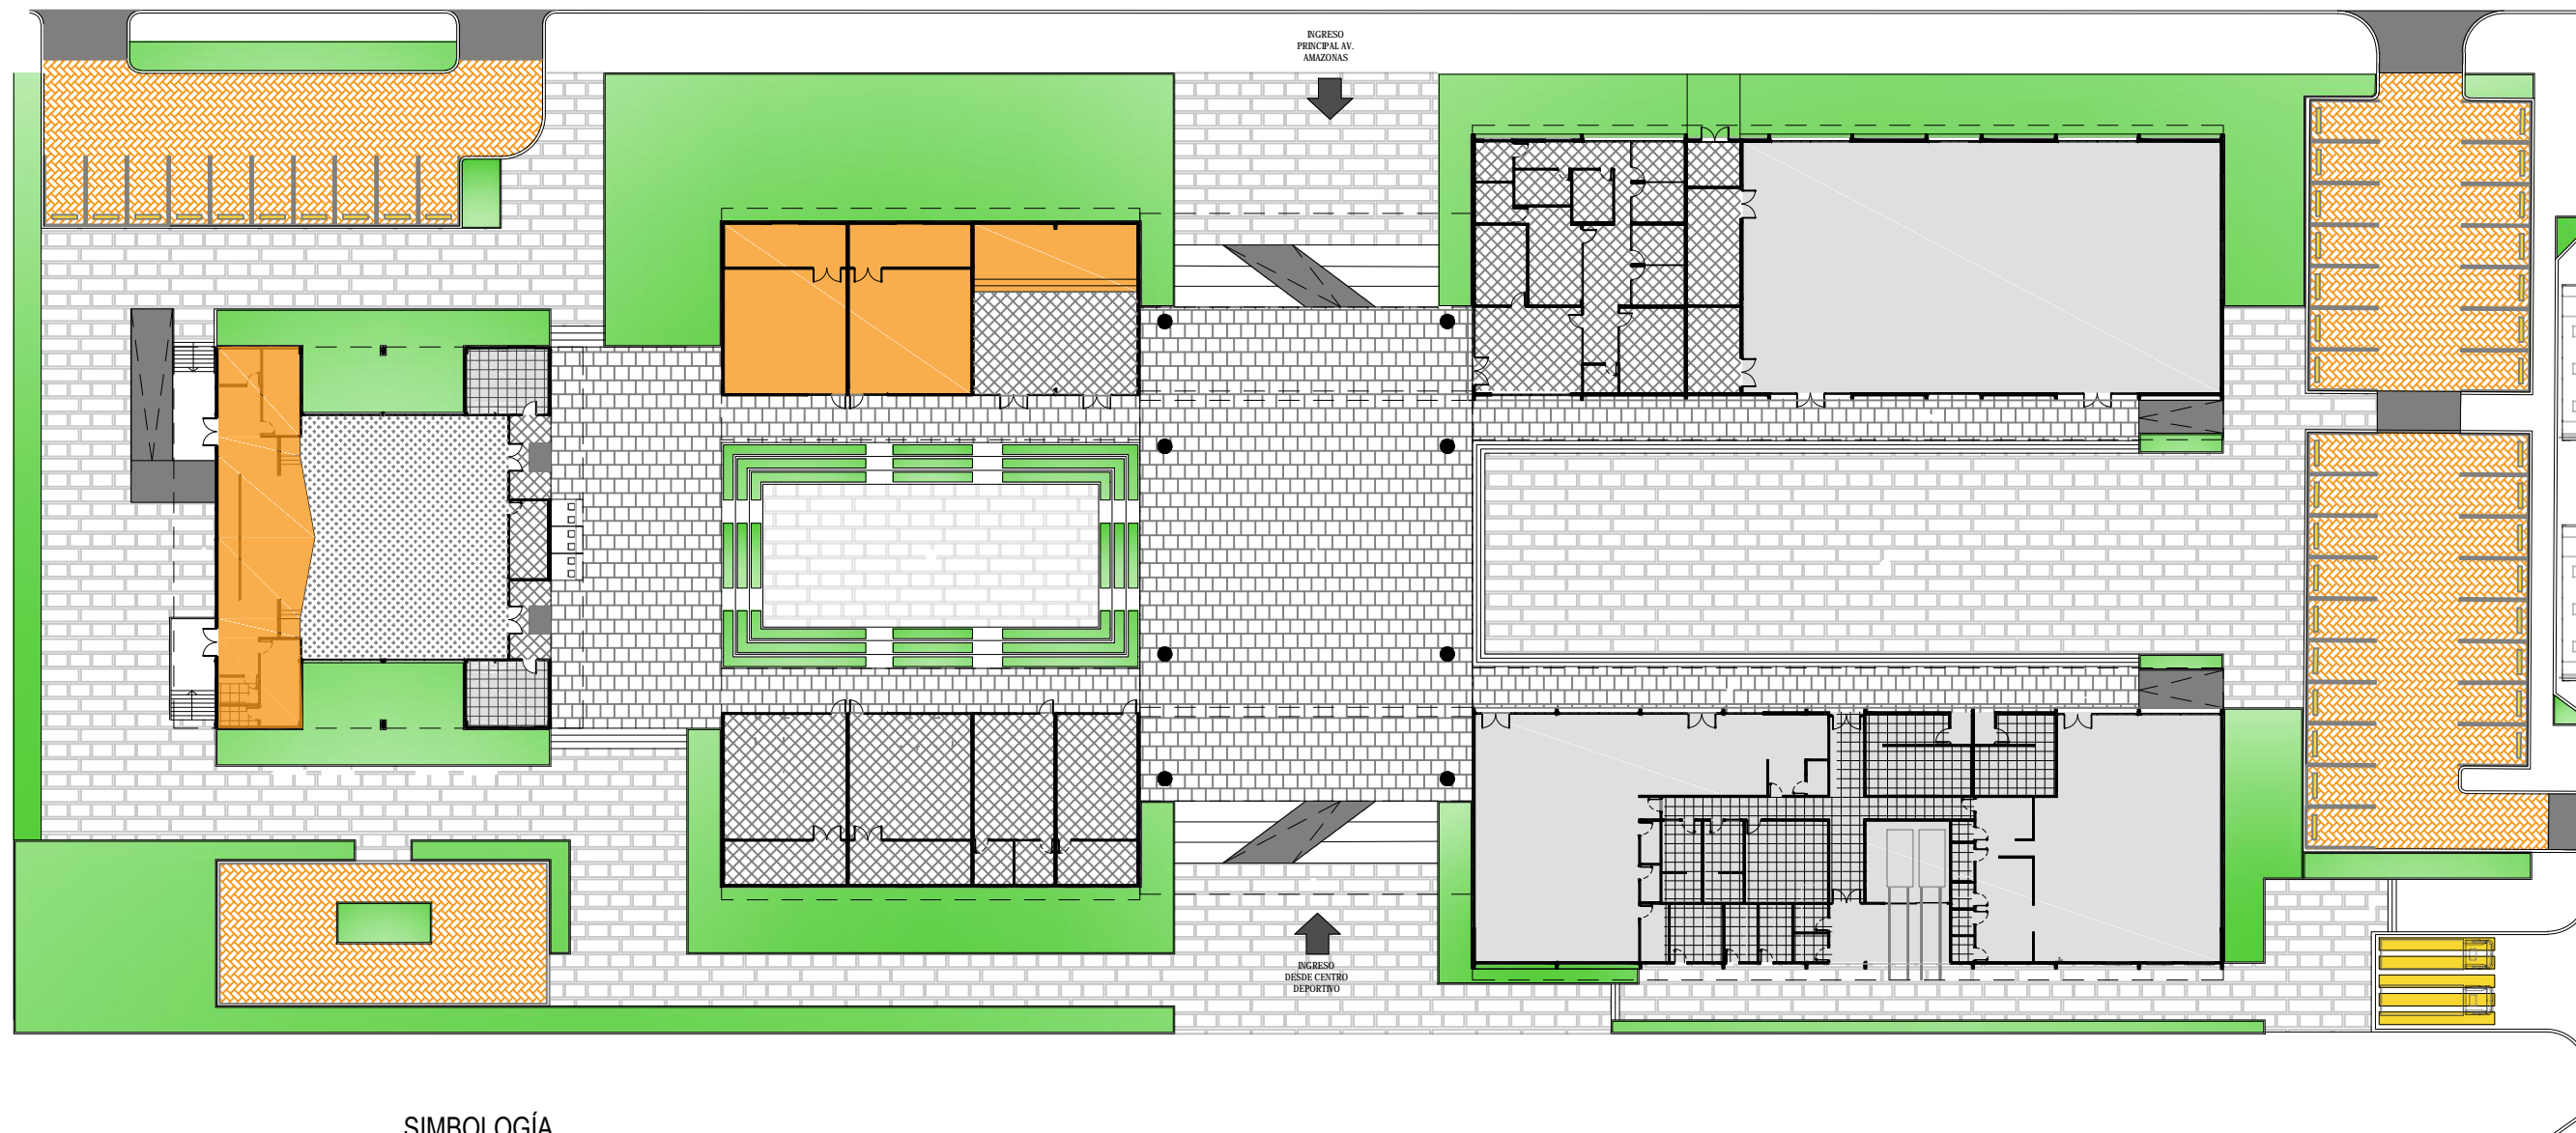 INGRESO
PRINCIPAL AV.
AMAZONAS
INGRESO
DESDE CENTRO
DEPORTIVO
SIMBOLOGÍA